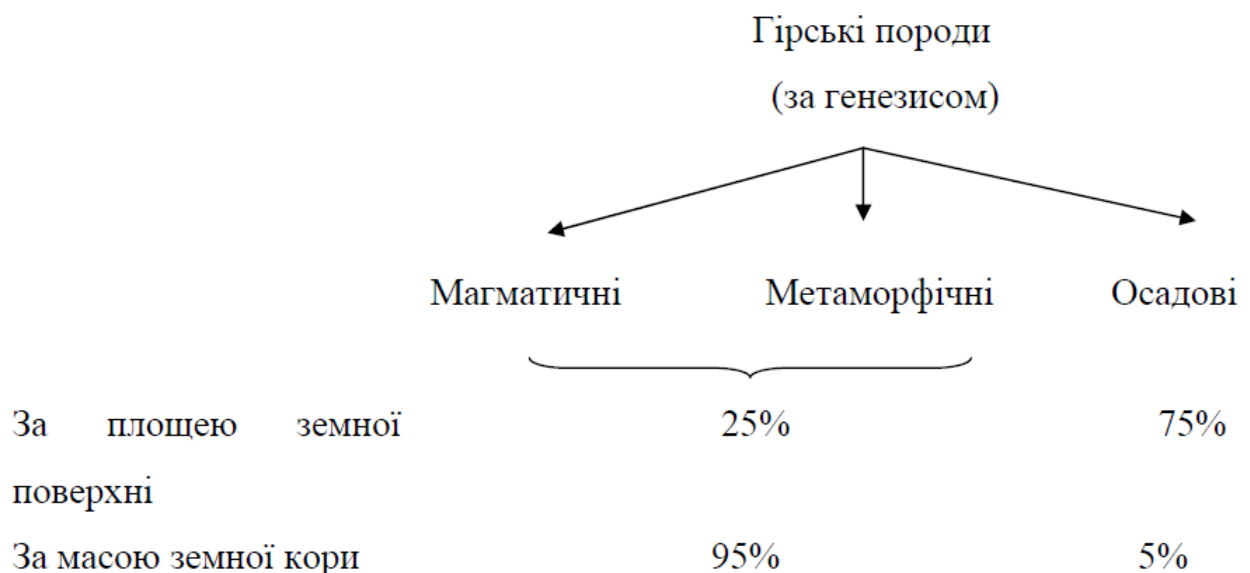 Гірські породи
(за генезисом)
Магматичні Метаморфічні Осадові
За площею земної 25% 75%
поверхні
За масою земної кори 95% 5%